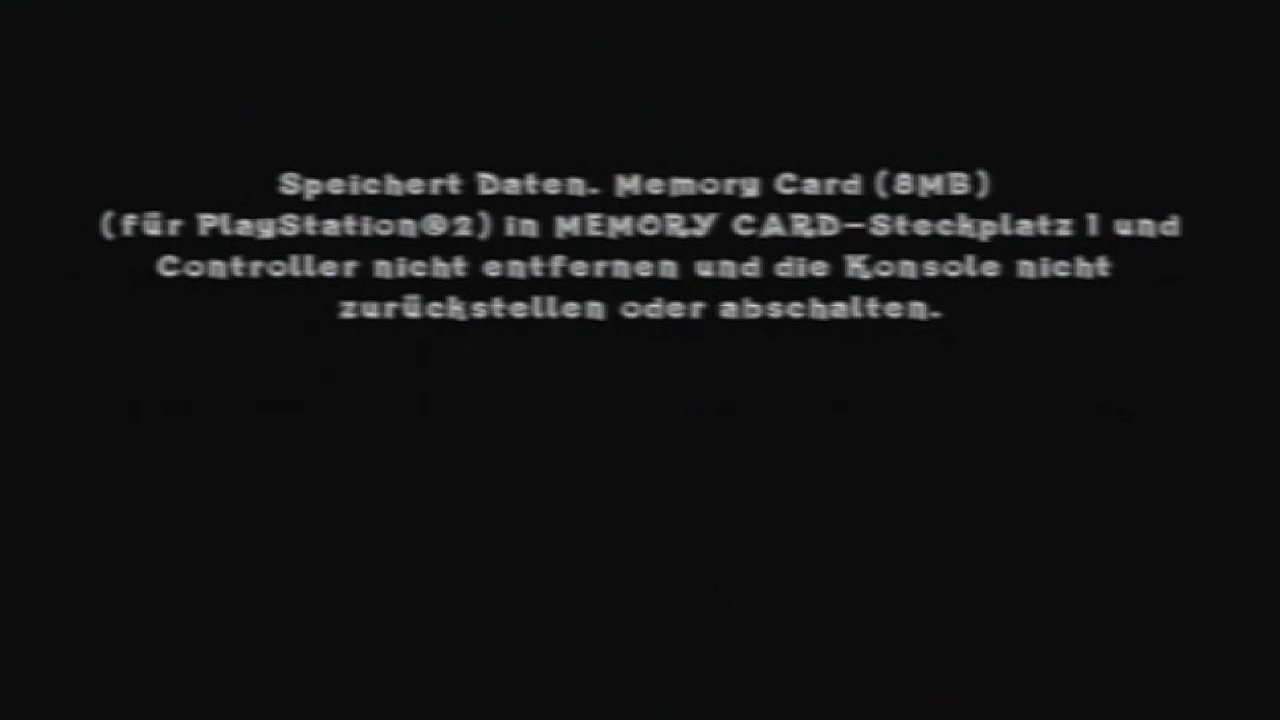 Speichert Daten. Memory Card (8MB)
(für PlayStation®2) in MEMORY CARD-Steckplatz 1 und
Controller nicht entfernen und die Konsole nicht
zurückstellen oder abschalten.